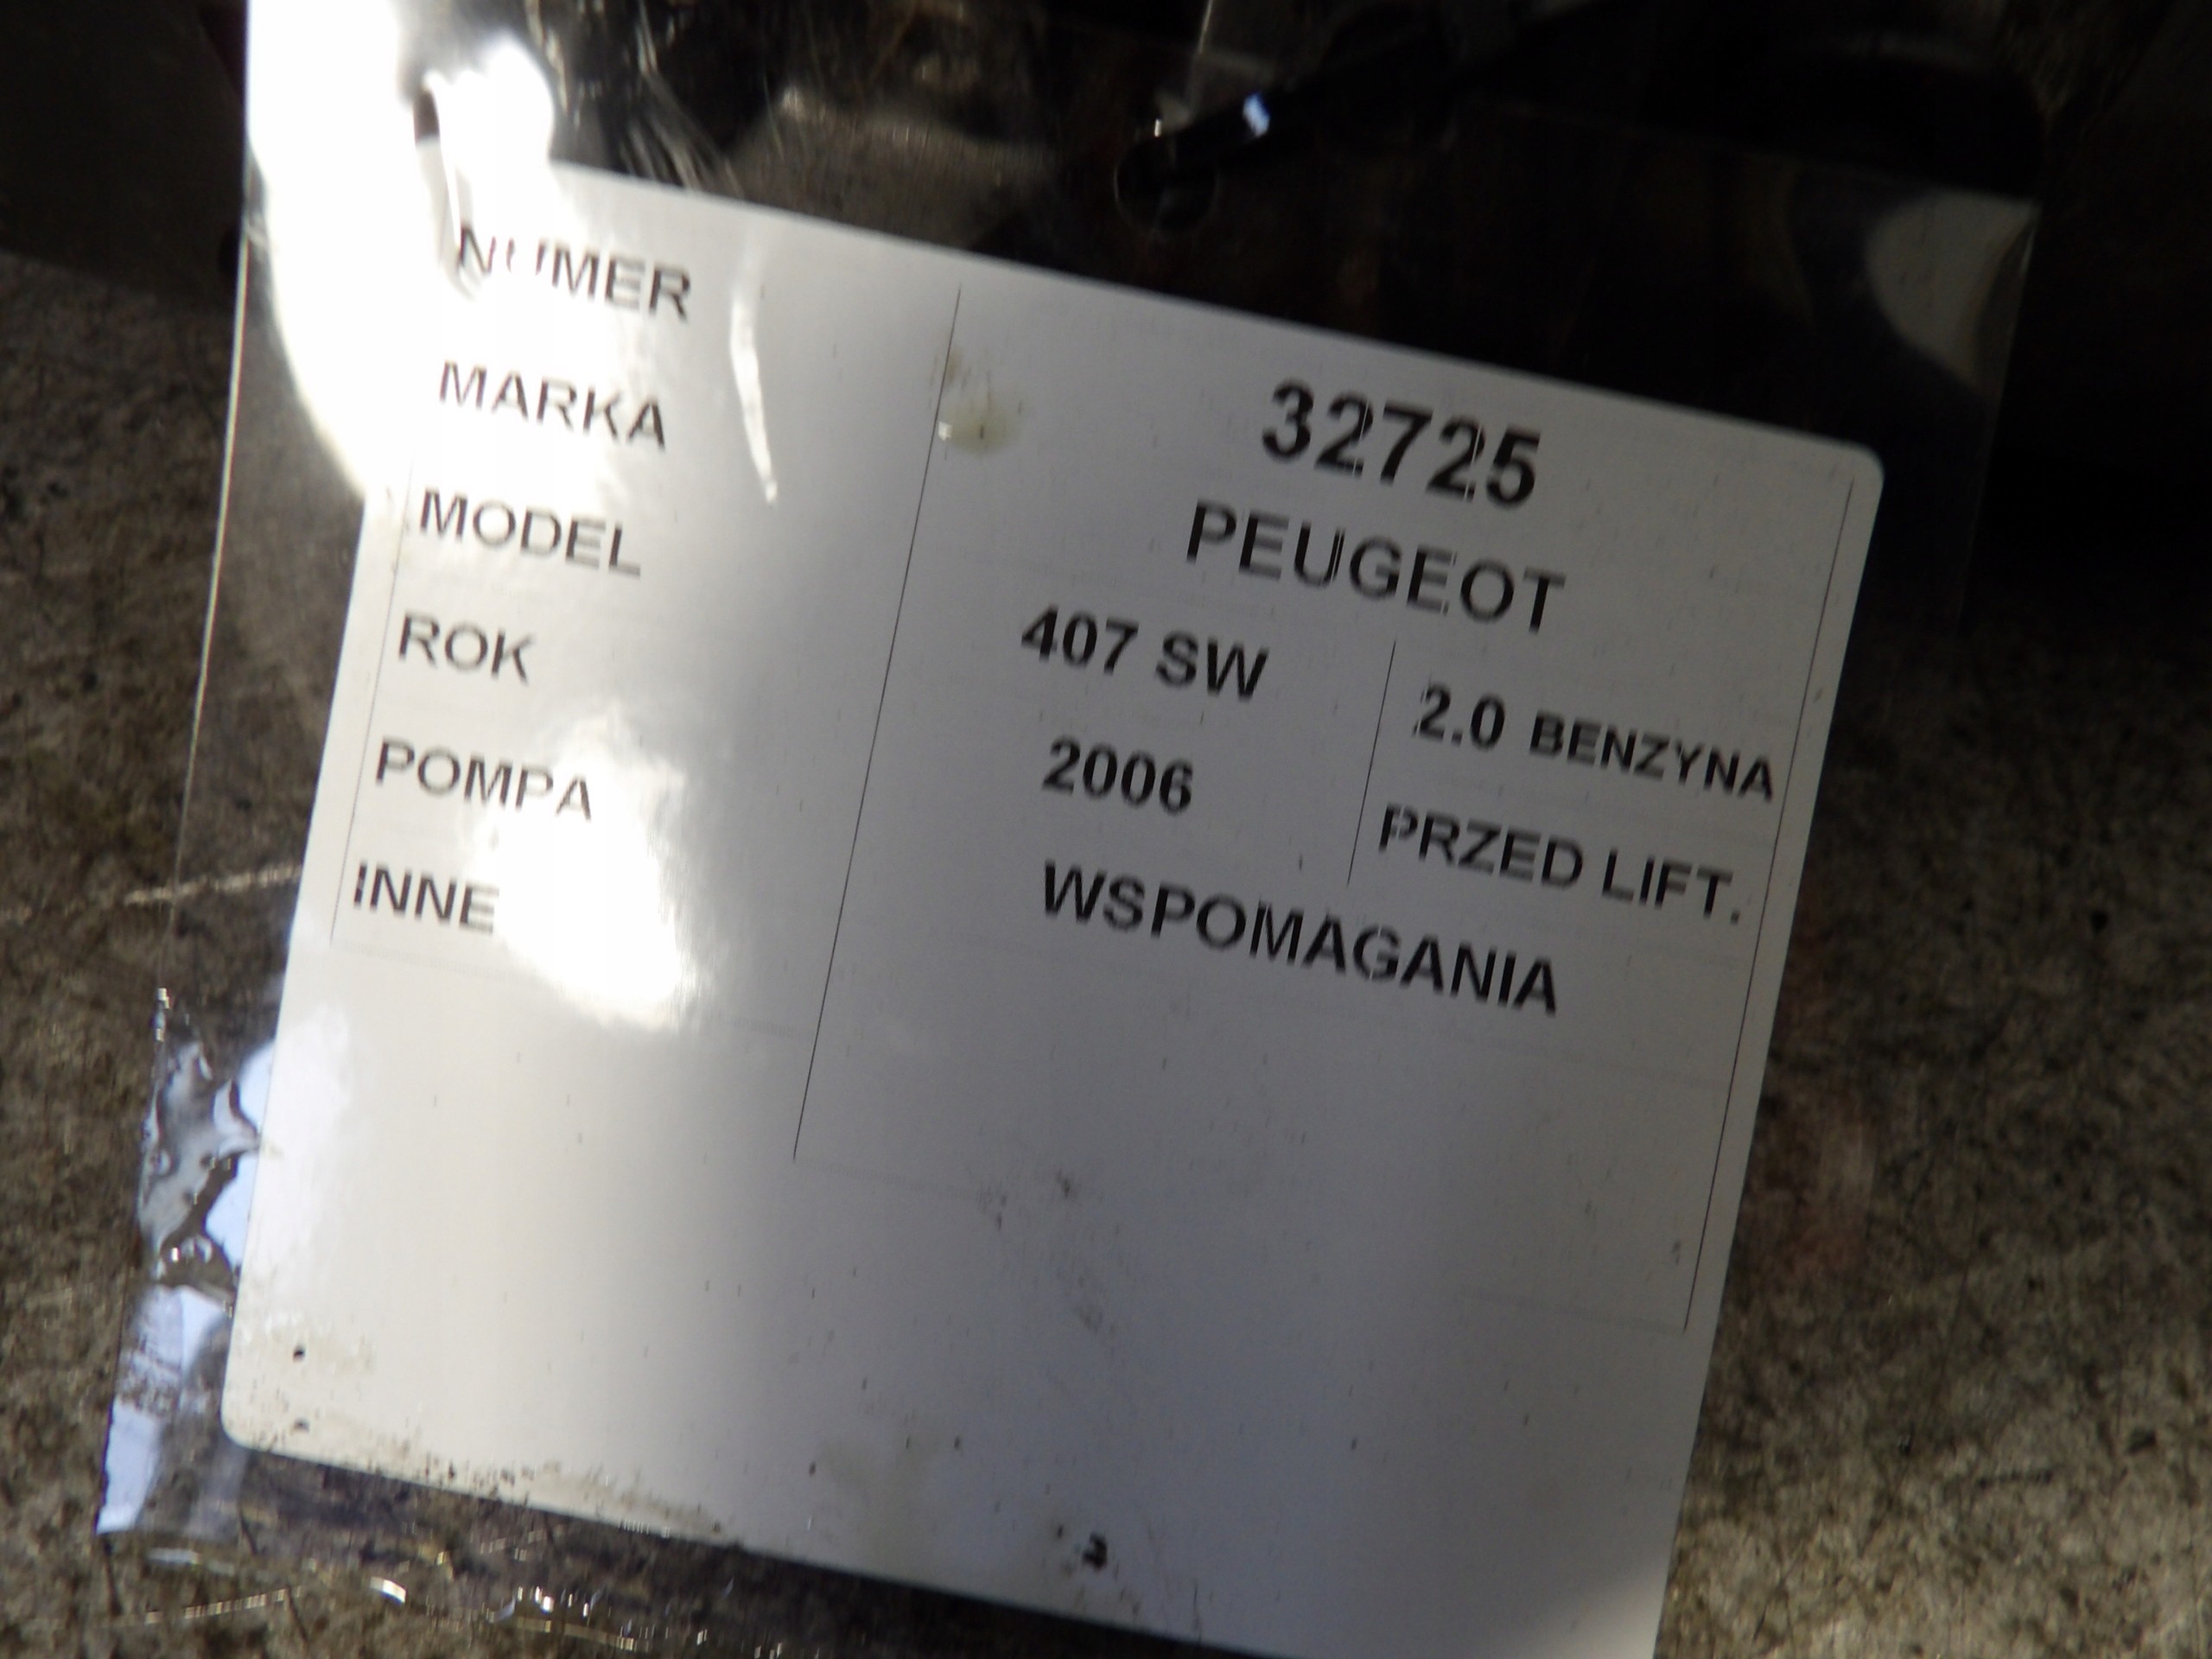 NUMER 32725
MARKA PEUGEOT
MODEL 407 SW 2.0 BENZYNA
ROK 2006 PRZED LIFT.
POMPA WSPOMAGANIA
INNE